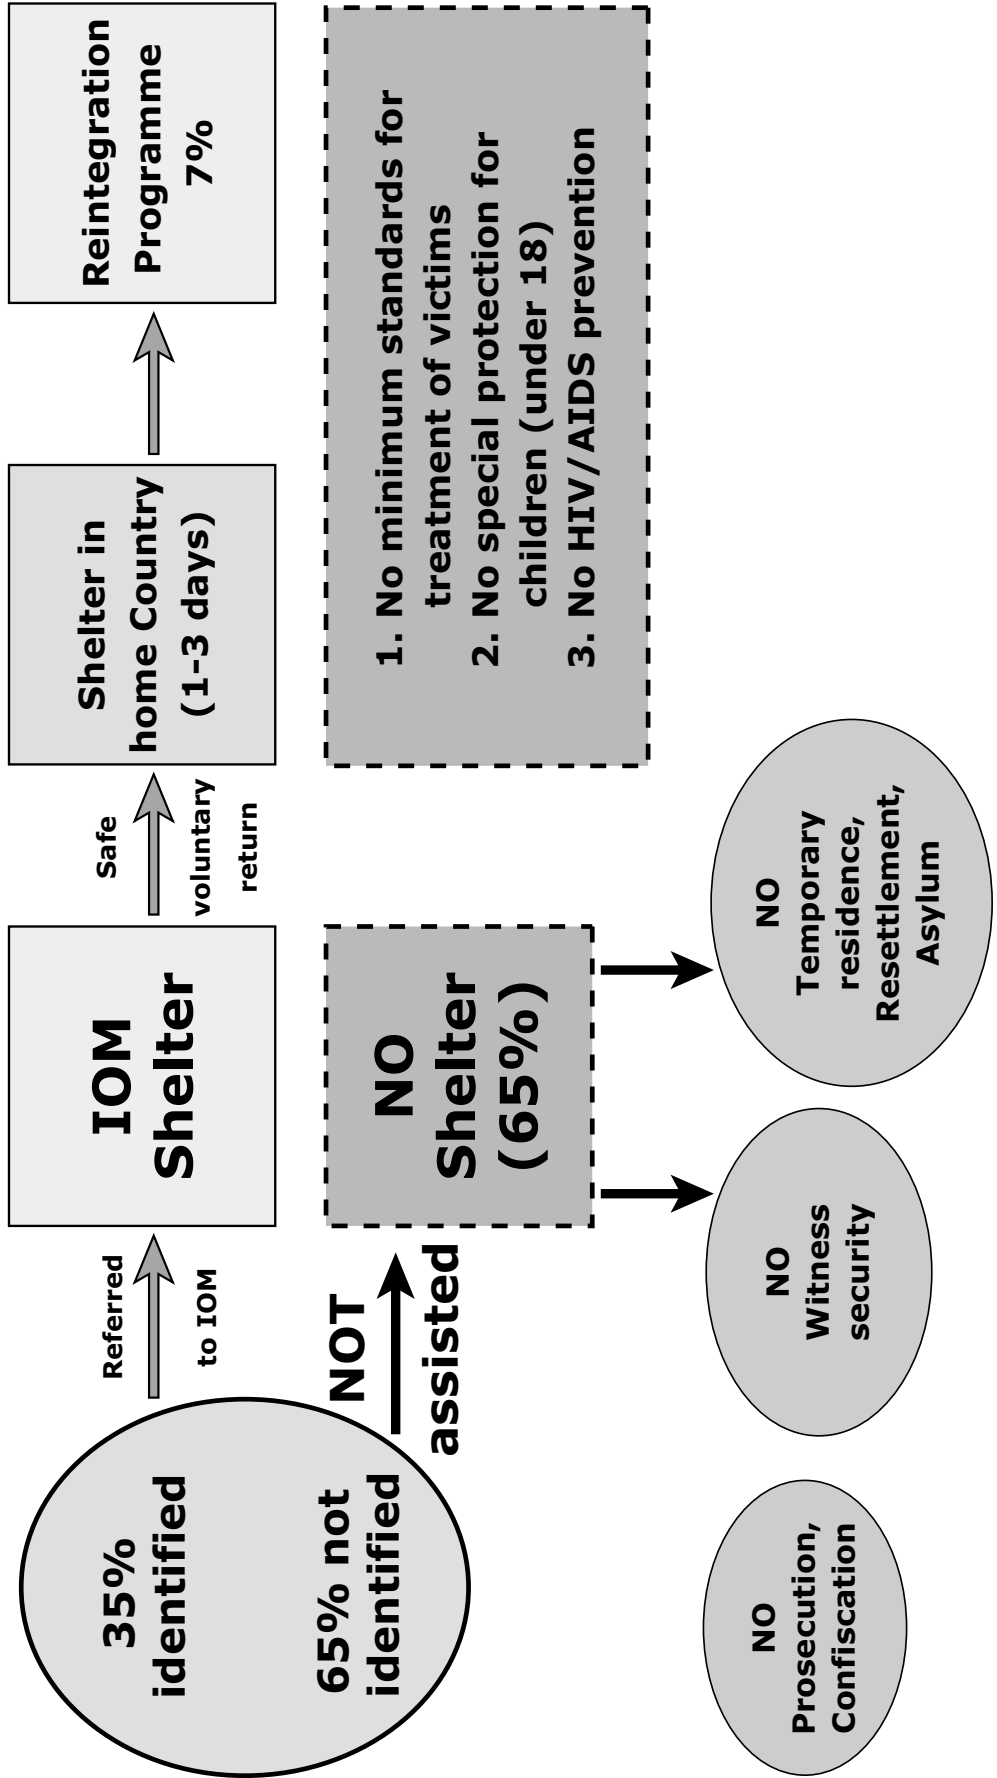 35%
identified
65% not
identified
Referred
to IOM
IOM
Shelter
Safe
voluntary
return
Shelter in
home Country
(1–3 days)
Reintegration
Programme
7%
NOT
assisted
NO
Shelter
(65%)
1. No minimum standards for
treatment of victims
2. No special protection for
children (under 18)
3. No HIV/AIDS prevention
NO
Prosecution,
Confiscation
NO
Witness
security
NO
Temporary
residence,
Resettlement,
Asylum